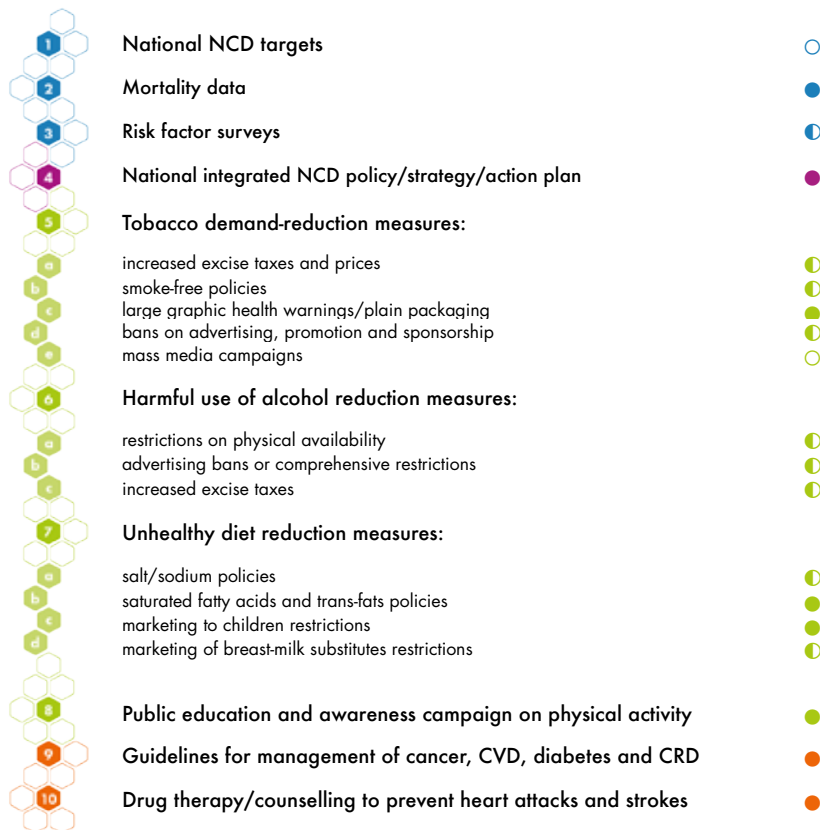 1 National NCD targets
2 Mortality data
3 Risk factor surveys
4 National integrated NCD policy/strategy/action plan
5 Tobacco demand-reduction measures:
a increased excise taxes and prices
b smoke-free policies
c large graphic health warnings/plain packaging
d bans on advertising, promotion and sponsorship
e mass media campaigns
6 Harmful use of alcohol reduction measures:
a restrictions on physical availability
b advertising bans or comprehensive restrictions
c increased excise taxes
7 Unhealthy diet reduction measures:
a salt/sodium policies
b saturated fatty acids and trans-fats policies
c marketing to children restrictions
d marketing of breast-milk substitutes restrictions
8 Public education and awareness campaign on physical activity
9 Guidelines for management of cancer, CVD, diabetes and CRD
10 Drug therapy/counselling to prevent heart attacks and strokes